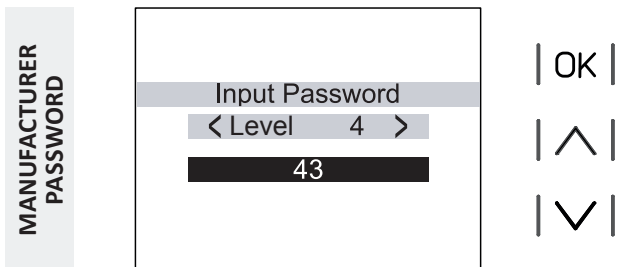 MANUFACTURER
PASSWORD
Input Password
< Level 4 >
43
OK